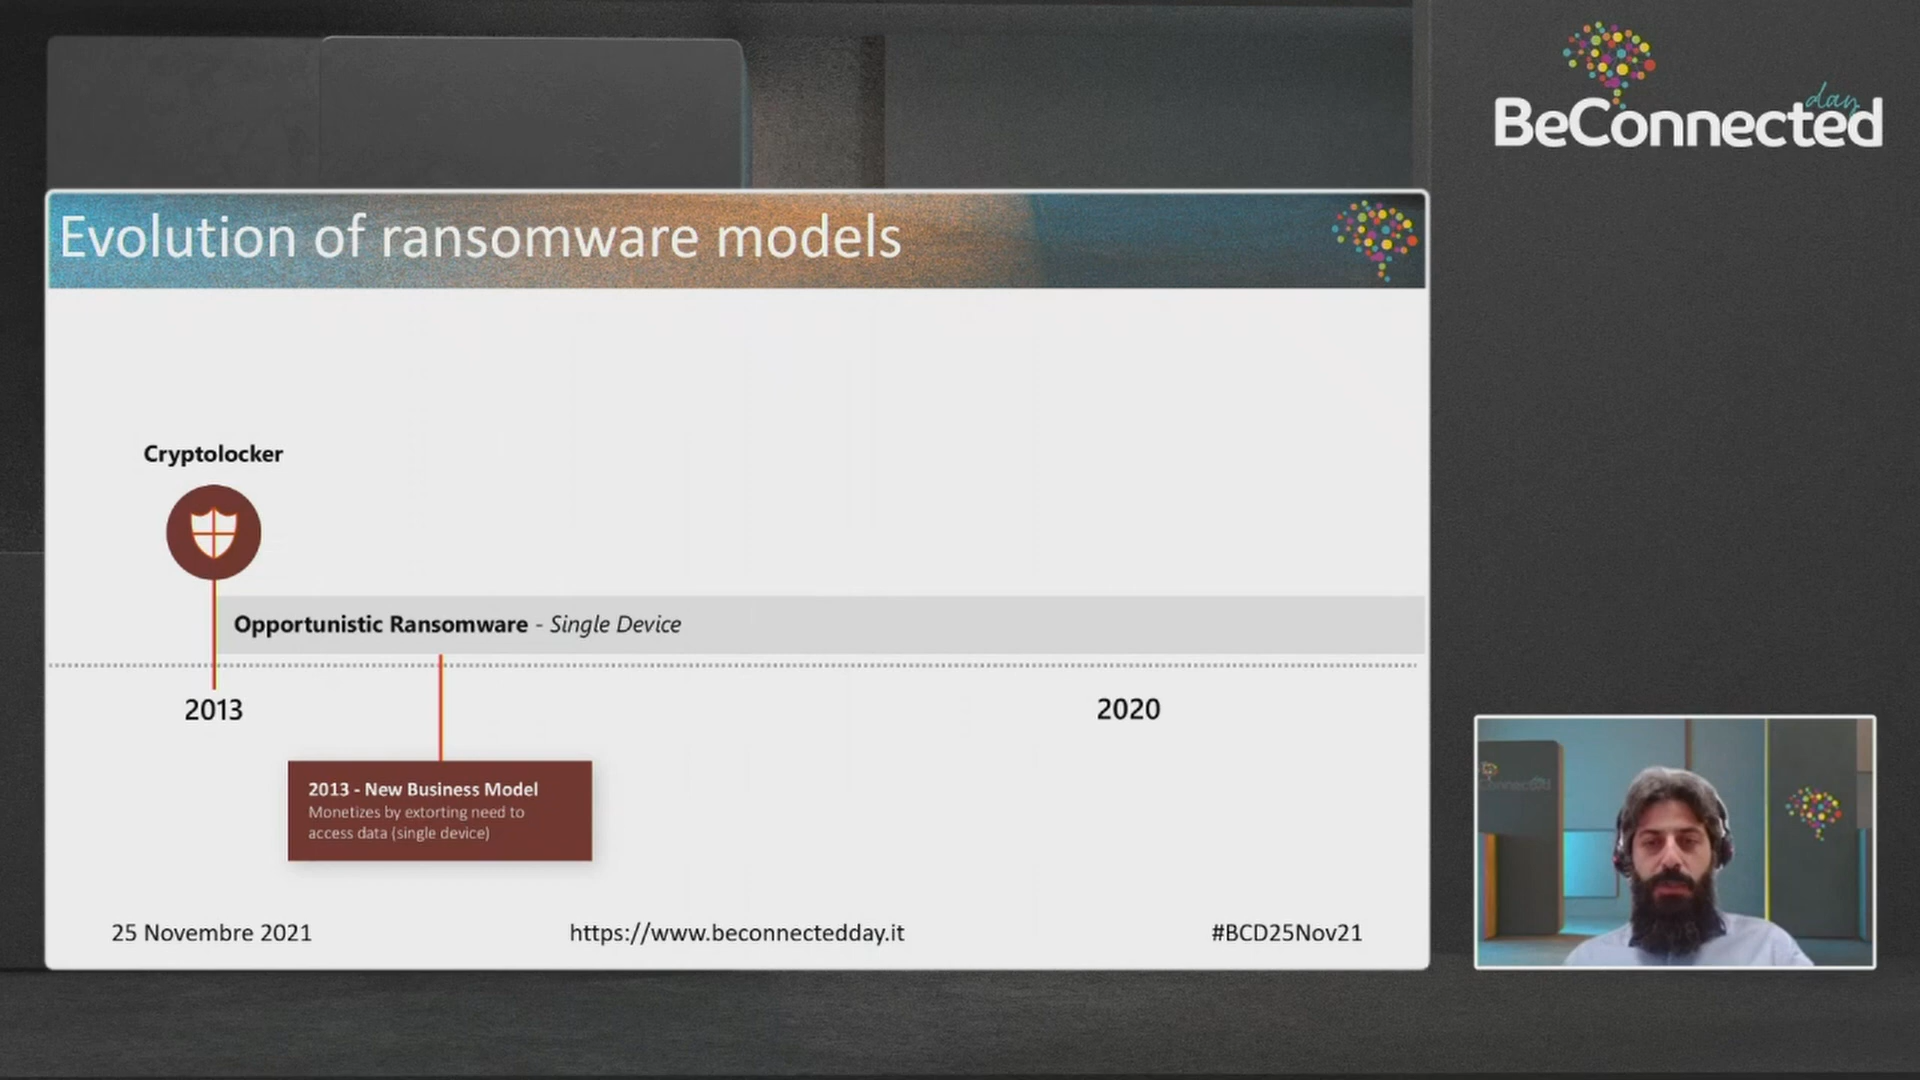 day
BeConnected
Evolution of ransomware models
Cryptolocker
Opportunistic Ransomware - Single Device
2013
2020
2013 - New Business Model
Monetizes by extorting need to
access data (single device)
25 Novembre 2021
https://www.beconnectedday.it
#BCD25Nov21